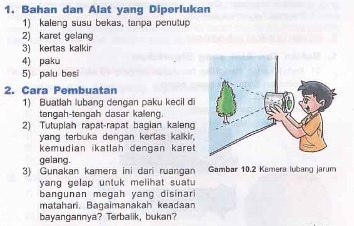 1. Bahan dan Alat yang Diperlukan
1) kaleng susu bekas, tanpa penutup
2) karet gelang
3) kertas kalkir
4) paku
5) palu besi
2. Cara Pembuatan
1) Buatlah lubang dengan paku kecil di
tengah-tengah dasar kaleng.
2) Tutuplah rapat-rapat bagian kaleng
yang terbuka dengan kertas kalkir,
kemudian ikatlah dengan karet
gelang.
3) Gunakan kamera ini dari ruangan
yang gelap untuk melihat suatu
bangunan megah yang disinari
matahari. Bagaimanakah keadaan
bayangannya? Terbalik, bukan?
Gambar 10.2 Kamera lubang jarum